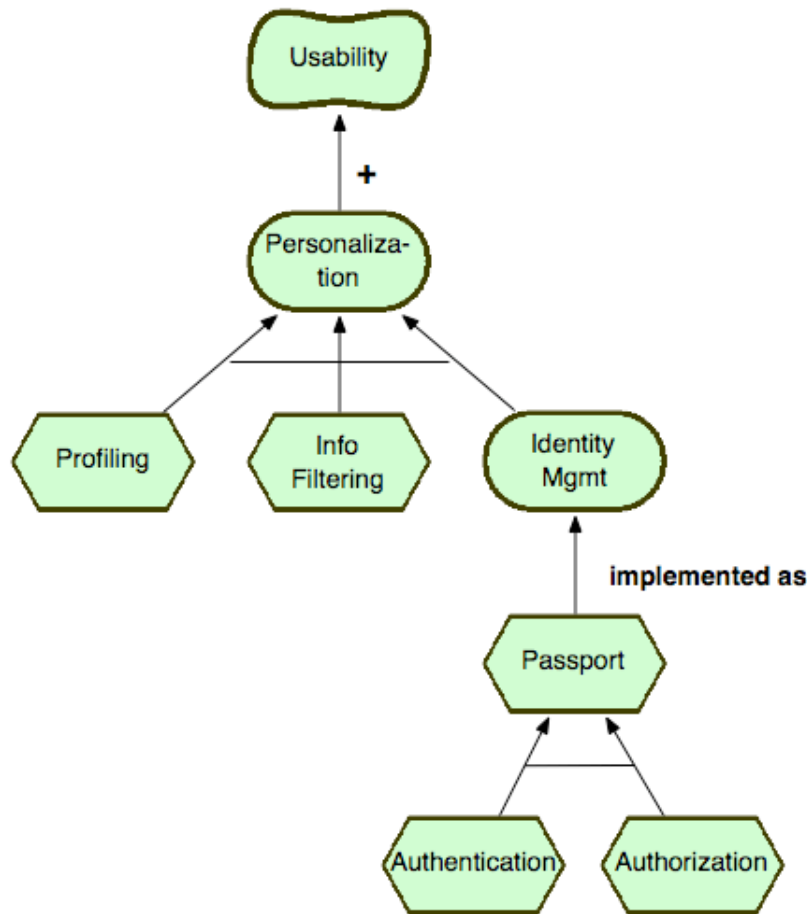 Usability
+
Personaliza-
tion
Profiling
Info
Filtering
Identity
Mgmt
implemented as
Passport
Authentication
Authorization